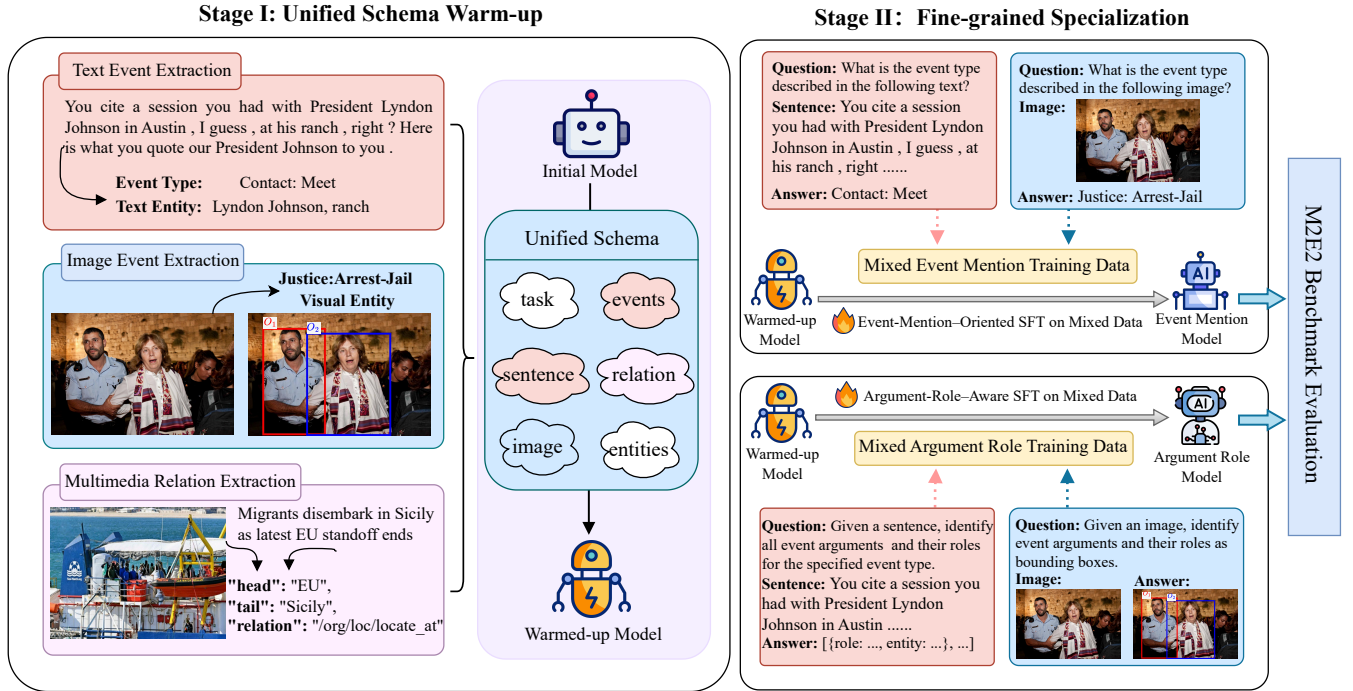 Stage I: Unified Schema Warm-up
Text Event Extraction
You cite a session you had with President Lyndon
Johnson in Austin , I guess , at his ranch , right ? Here
is what you quote our President Johnson to you .
Event Type: Contact: Meet
Text Entity: Lyndon Johnson, ranch
Image Event Extraction
Justice:Arrest-Jail
Visual Entity
O1
O2
Multimedia Relation Extraction
Migrants disembark in Sicily
as latest EU standoff ends
"head": "EU",
"tail": "Sicily",
"relation": "/org/loc/locate_at"
Initial Model
Unified Schema
task
events
sentence
relation
image
entities
Warmed-up Model
Stage II: Fine-grained Specialization
Question: What is the event type
described in the following text?
Sentence: You cite a session
you had with President Lyndon
Johnson in Austin , I guess , at
his ranch , right ......
Answer: Contact: Meet
Question: What is the event type
described in the following image?
Image:
Answer: Justice: Arrest-Jail
Warmed-up
Model
Mixed Event Mention Training Data
Event-Mention–Oriented SFT on Mixed Data
AI
Event Mention
Model
Warmed-up
Model
Argument-Role–Aware SFT on Mixed Data
Mixed Argument Role Training Data
AI
Argument Role
Model
Question: Given a sentence, identify
all event arguments and their roles
for the specified event type.
Sentence: You cite a session you
had with President Lyndon
Johnson in Austin ......
Answer: [{role: ..., entity: ...}, ...]
Question: Given an image, identify
event arguments and their roles as
bounding boxes.
Image:
Answer:
O1
O2
M2E2 Benchmark Evaluation